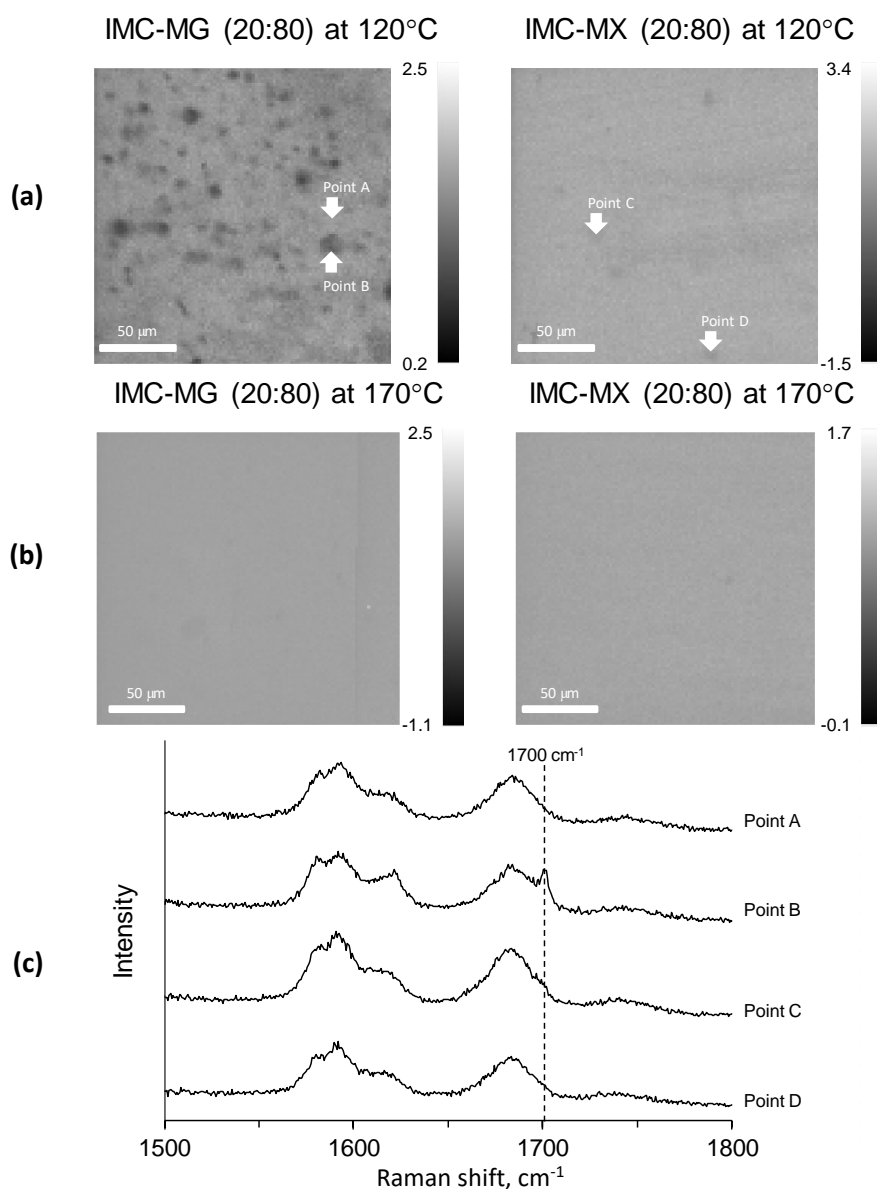 IMC-MG (20:80) at 120°C
IMC-MX (20:80) at 120°C
2.5
3.4
(a)
Point A
Point C
Point B
Point D
50 µm
50 µm
0.2
-1.5
IMC-MG (20:80) at 170°C
IMC-MX (20:80) at 170°C
2.5
1.7
(b)
50 µm
50 µm
-1.1
-0.1
1700 cm⁻¹
Point A
Point B
(c)
Intensity
Point C
Point D
1500
1600
1700
1800
Raman shift, cm⁻¹